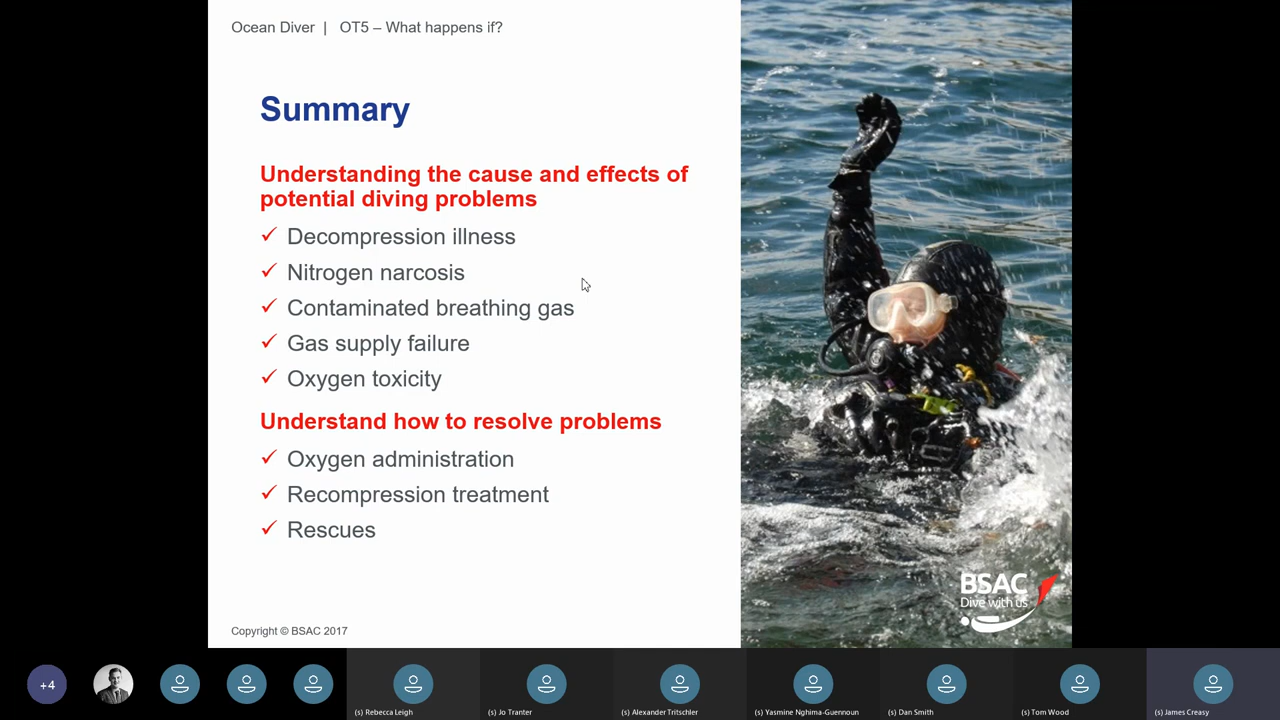 Ocean Diver | OT5 – What happens if?
Summary
Understanding the cause and effects of
potential diving problems
✓ Decompression illness
✓ Nitrogen narcosis
✓ Contaminated breathing gas
✓ Gas supply failure
✓ Oxygen toxicity
Understand how to resolve problems
✓ Oxygen administration
✓ Recompression treatment
✓ Rescues
BSAC
Dive with us
Copyright © BSAC 2017
+4
(s) Rebecca Leigh
(s) Jo Tranter
(s) Alexander Tritschler
(s) Yasmine Nghima-Guennoun
(s) Dan Smith
(s) Tom Wood
(s) James Creasy